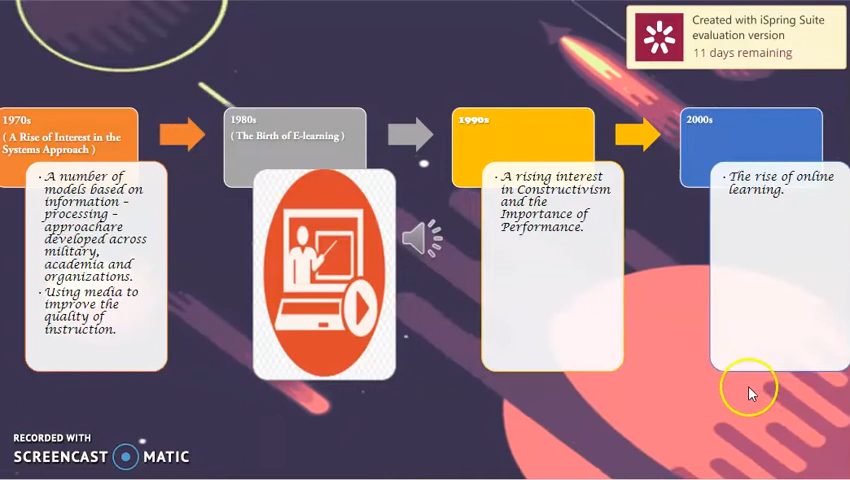 Created with iSpring Suite
evaluation version
11 days remaining
1970s
( A Rise of Interest in the
Systems Approach )
· A number of
models based on
information –
processing –
approachare
developed across
military,
academia and
organizations.
· Using media to
improve the
quality of
instruction.
1980s
( The Birth of E-learning )
1990s
· A rising interest
in Constructivism
and the
Importance of
Performance.
2000s
· The rise of online
learning.
RECORDED WITH
SCREENCAST MATIC